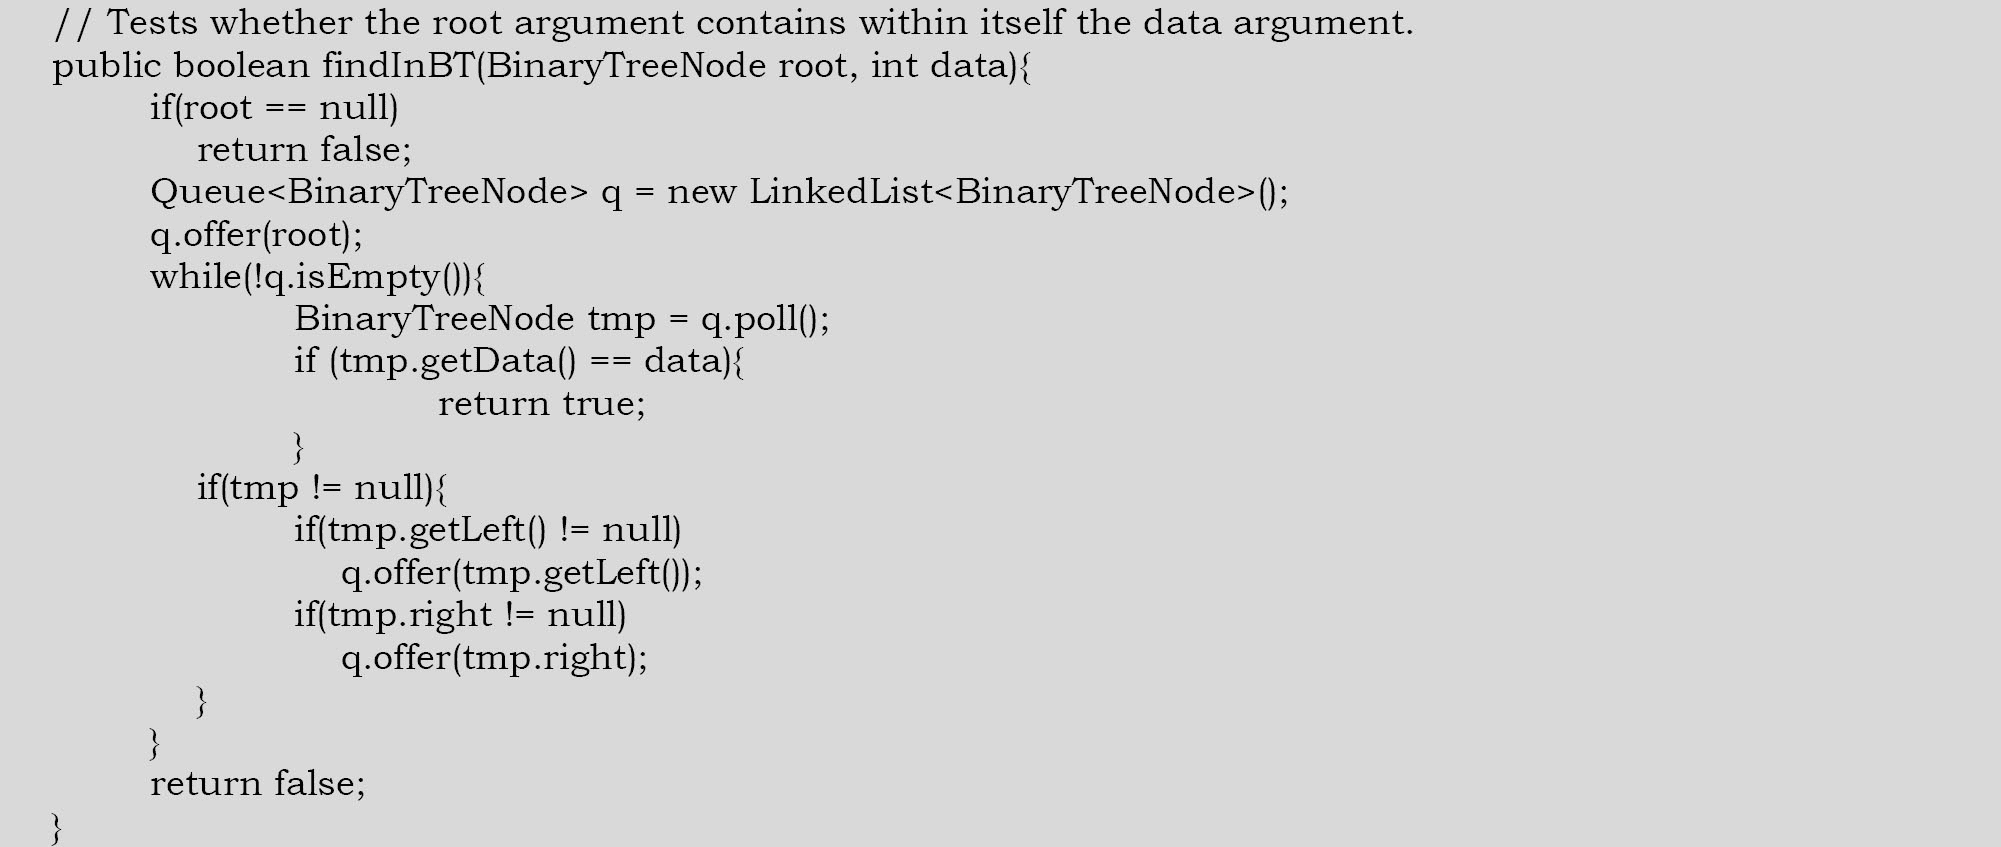 // Tests whether the root argument contains within itself the data argument.
public boolean findInBT(BinaryTreeNode root, int data){
if(root == null)
return false;
Queue<BinaryTreeNode> q = new LinkedList<BinaryTreeNode>();
q.offer(root);
while(!q.isEmpty()){
BinaryTreeNode tmp = q.poll();
if (tmp.getData() == data){
return true;
}
if(tmp != null){
if(tmp.getLeft() != null)
q.offer(tmp.getLeft());
if(tmp.right != null)
q.offer(tmp.right);
}
}
return false;
}